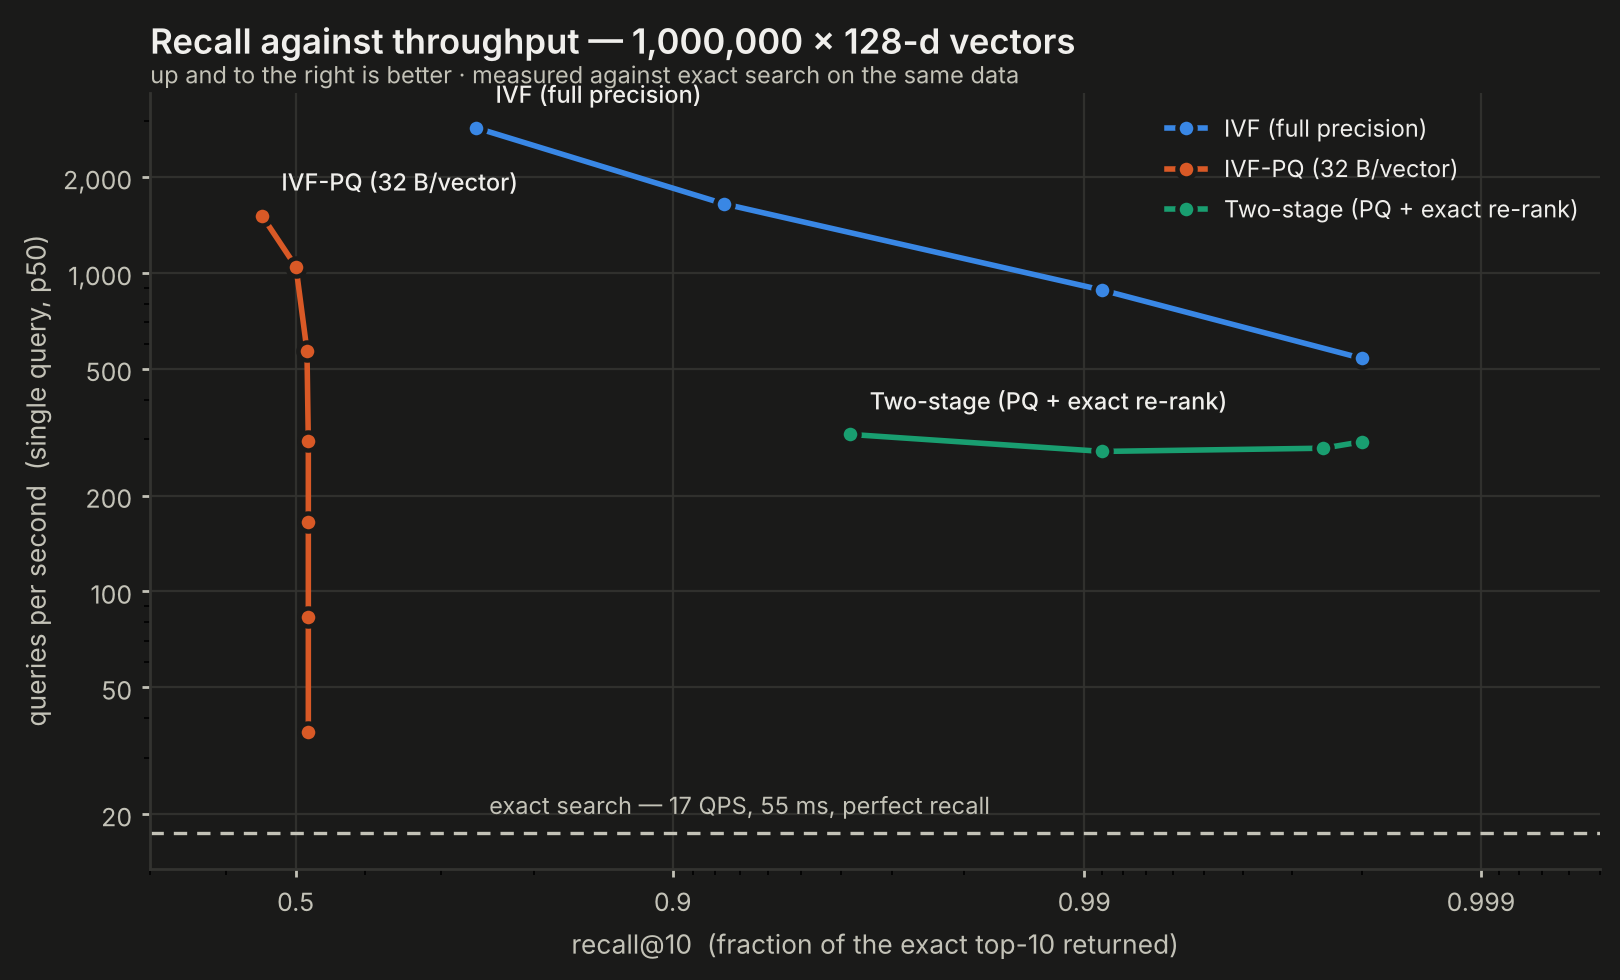 Recall against throughput — 1,000,000 × 128-d vectors
up and to the right is better · measured against exact search on the same data
IVF (full precision)
IVF (full precision)
IVF-PQ (32 B/vector)
Two-stage (PQ + exact re-rank)
IVF-PQ (32 B/vector)
Two-stage (PQ + exact re-rank)
exact search — 17 QPS, 55 ms, perfect recall
queries per second (single query, p50)
2,000
1,000
500
200
100
50
20
0.5
0.9
0.99
0.999
recall@10 (fraction of the exact top-10 returned)